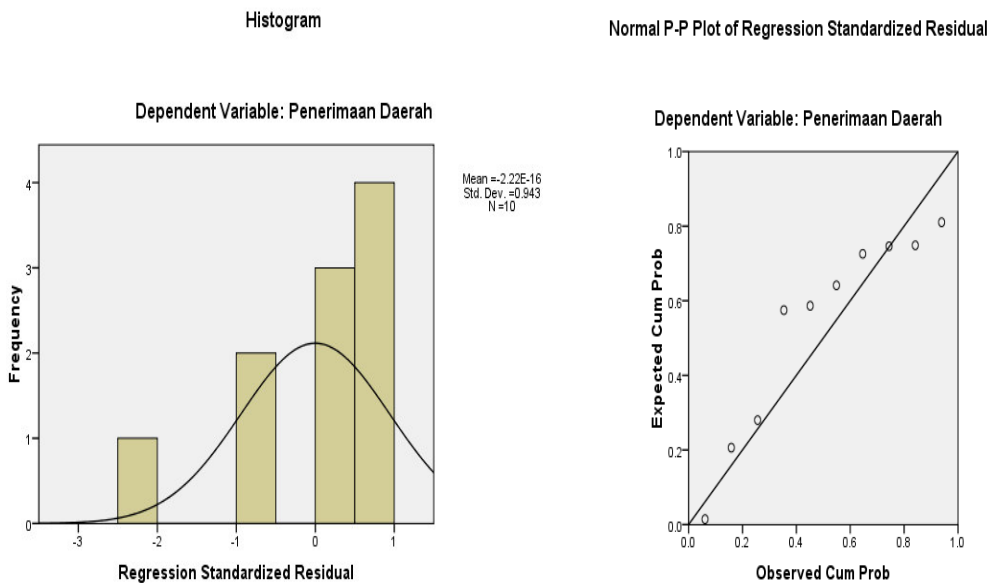 Histogram
Dependent Variable: Penerimaan Daerah
Mean =-2.22E-16
Std. Dev. =0.943
N =10
Frequency
4
3
2
1
0
-3 -2 -1 0 1
Regression Standardized Residual
Normal P-P Plot of Regression Standardized Residual
Dependent Variable: Penerimaan Daerah
Expected Cum Prob
1.0
0.8
0.6
0.4
0.2
0.0
0.0 0.2 0.4 0.6 0.8 1.0
Observed Cum Prob